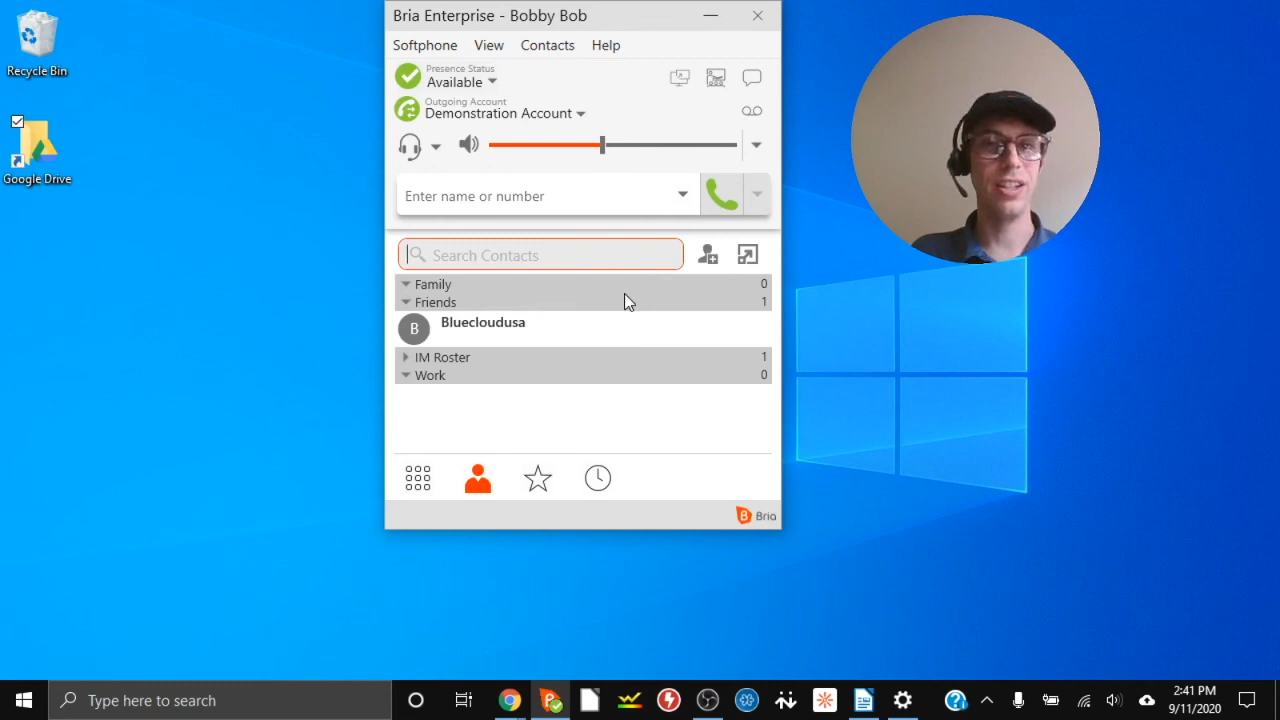 Recycle Bin
Google Drive
Bria Enterprise - Bobby Bob
Softphone View Contacts Help
Presence Status
Available
Outgoing Account
Demonstration Account
Enter name or number
Search Contacts
Family 0
Friends 1
B Bluecloudusa
IM Roster 1
Work 0
B Bria
Type here to search
2:41 PM
9/11/2020